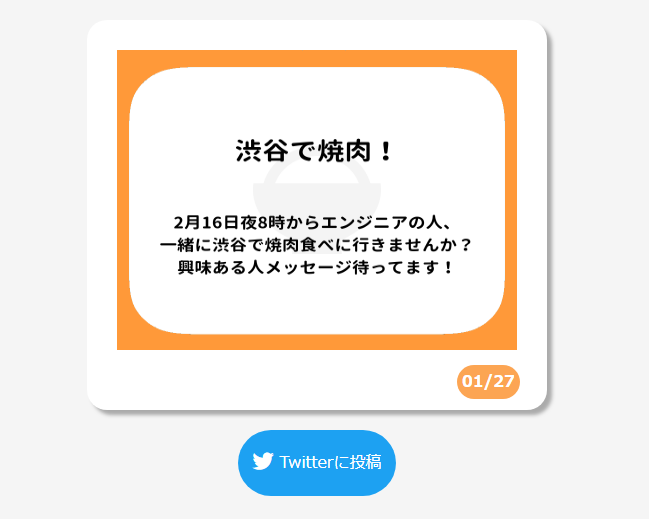 渋谷で焼肉！
2月16日夜8時からエンジニアの人、
一緒に渋谷で焼肉食べに行きませんか？
興味ある人メッセージ待ってます！
01/27
Twitterに投稿